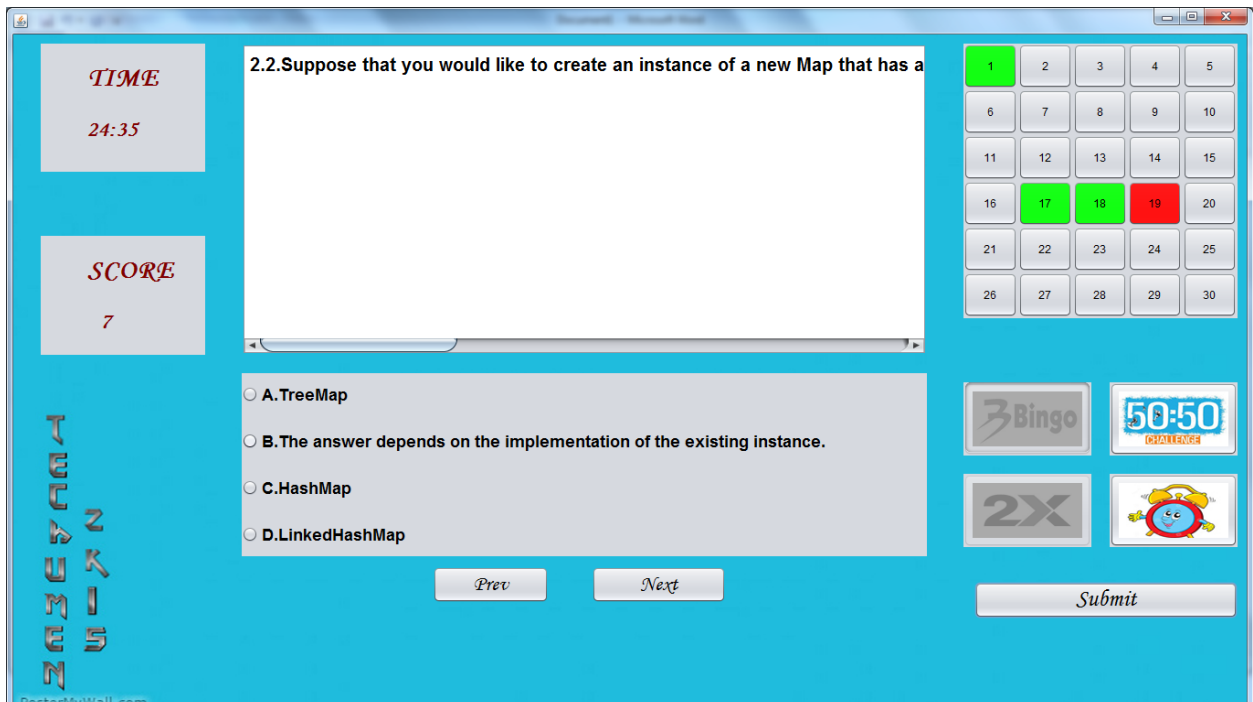 TIME
24:35
SCORE
7
2.2.Suppose that you would like to create an instance of a new Map that has a
A.TreeMap
B.The answer depends on the implementation of the existing instance.
C.HashMap
D.LinkedHashMap
Prev
Next
1 2 3 4 5
6 7 8 9 10
11 12 13 14 15
16 17 18 19 20
21 22 23 24 25
26 27 28 29 30
3 Bingo
50:50
CHALLENGE
2X
Submit
TECHUMEN
2KIS